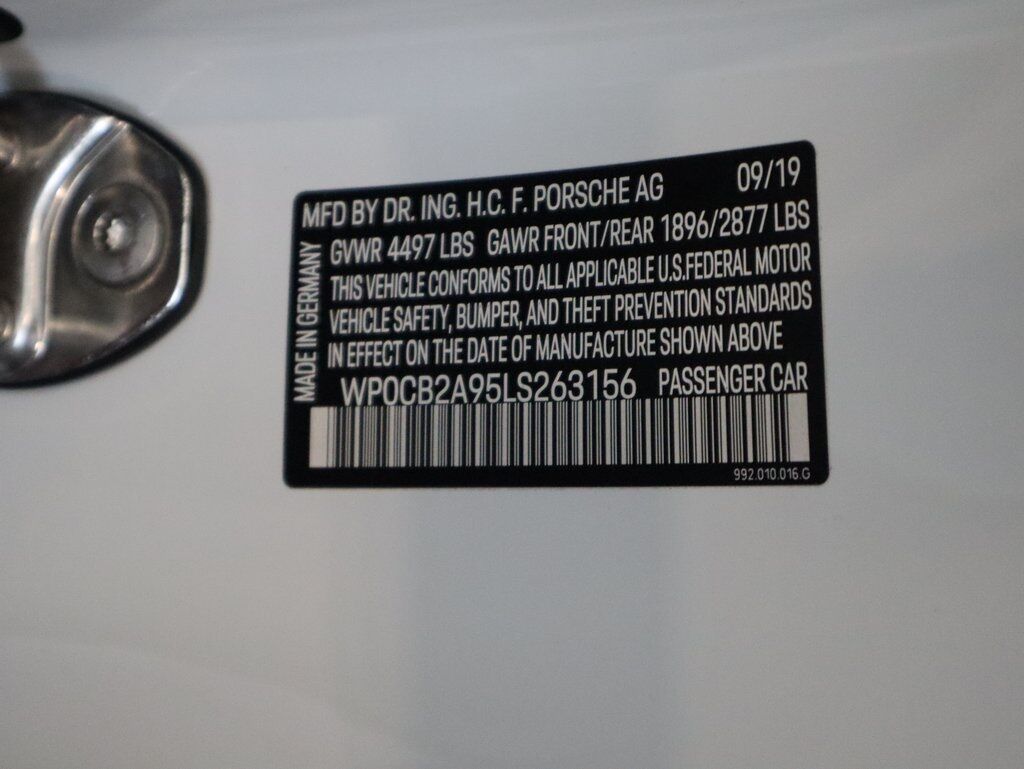 MFD BY DR. ING. H.C. F. PORSCHE AG 09/19
GVWR 4497 LBS GAWR FRONT/REAR 1896/2877 LBS
THIS VEHICLE CONFORMS TO ALL APPLICABLE U.S.FEDERAL MOTOR
VEHICLE SAFETY, BUMPER, AND THEFT PREVENTION STANDARDS
IN EFFECT ON THE DATE OF MANUFACTURE SHOWN ABOVE
WP0CB2A95LS263156 PASSENGER CAR
992.010.016.G
MADE IN GERMANY